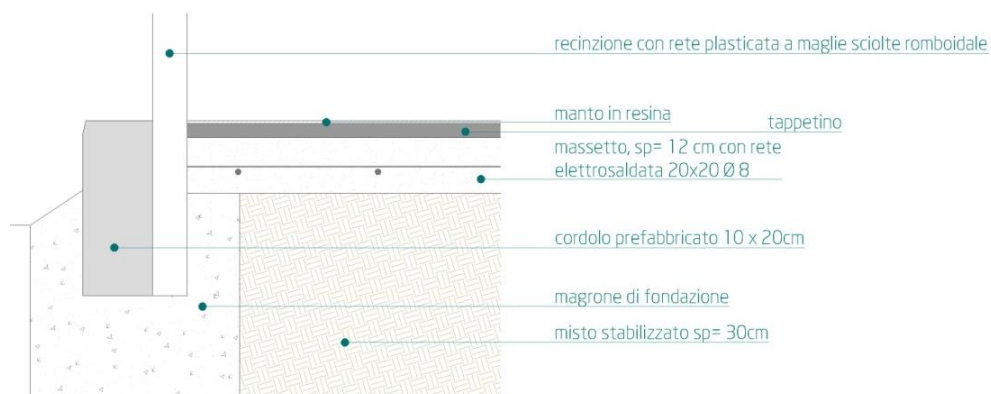 recinzione con rete plasticata a maglie sciolte romboidale
manto in resina
tappetino
massetto, sp= 12 cm con rete
elettrosaldata 20x20 Ø 8
cordolo prefabbricato 10 x 20cm
magrone di fondazione
misto stabilizzato sp= 30cm